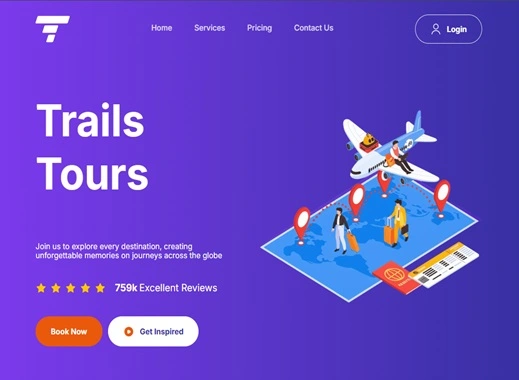 Home Services Pricing Contact Us Login
Trails
Tours
Join us to explore every destination, creating
unforgettable memories on journeys across the globe
759k Excellent Reviews
Book Now Get Inspired